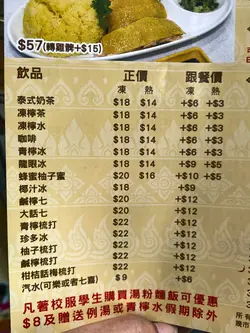 $57(轉雞髀+$15)
飲品 正價 跟餐價
凍 熱 凍 熱
泰式奶茶 $18 $14 +$6 +$3
凍檸茶 $18 $14 +$6 +$3
凍檸水 $18 $14 +$6 +$3
咖啡 $18 $14 +$6 +$3
青檸冰 $18 $14 +$6 +$3
龍眼冰 $18 $14 +$9 +$5
蜂蜜柚子蜜 $20 $16 +$10 +$5
椰汁冰 $18 +$9
鹹檸七 $20 +$12
大話七 $20 +$12
青檸梳打 $22 +$12
珍多冰 $22 +$12
柚子梳打 $22 +$12
鹹檸梳打 $22 +$12
柑桔話梅梳打 $22 +$12
汽水(可樂或者七喜) $9 +$6
凡著校服學生購買湯粉麵飯可優惠
$8及贈送例湯或青檸水假期除外